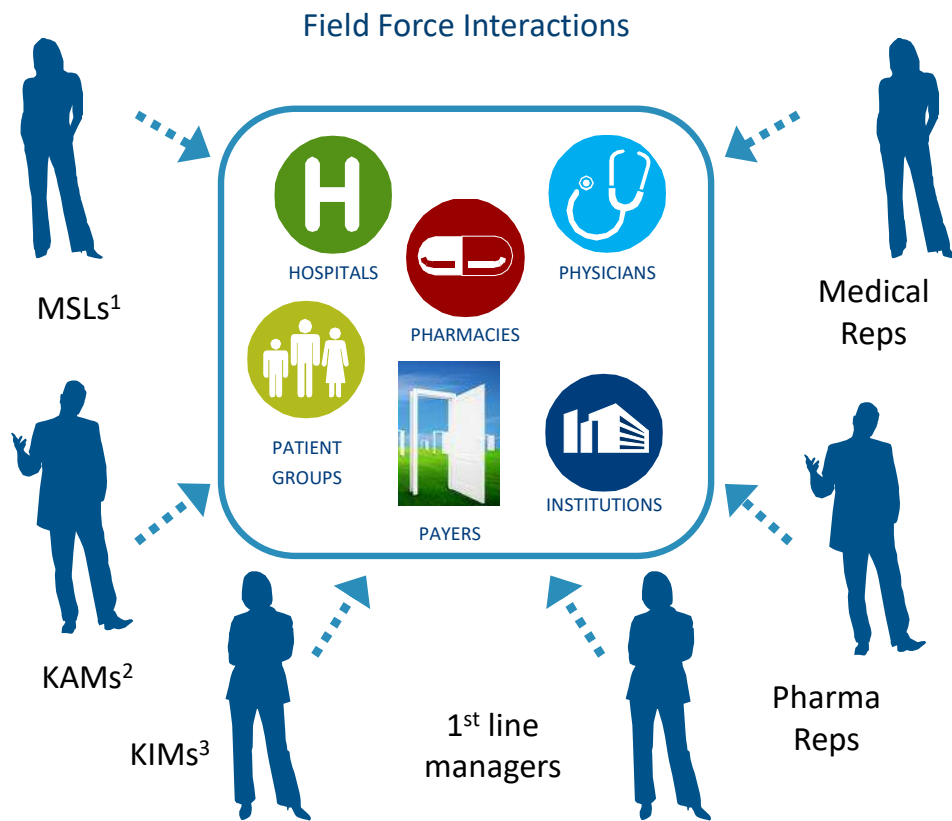 Field Force Interactions
HOSPITALS
PHYSICIANS
PHARMACIES
PATIENT
GROUPS
INSTITUTIONS
PAYERS
MSLs¹
Medical
Reps
KAMs²
KIMs³
1st line
managers
Pharma
Reps